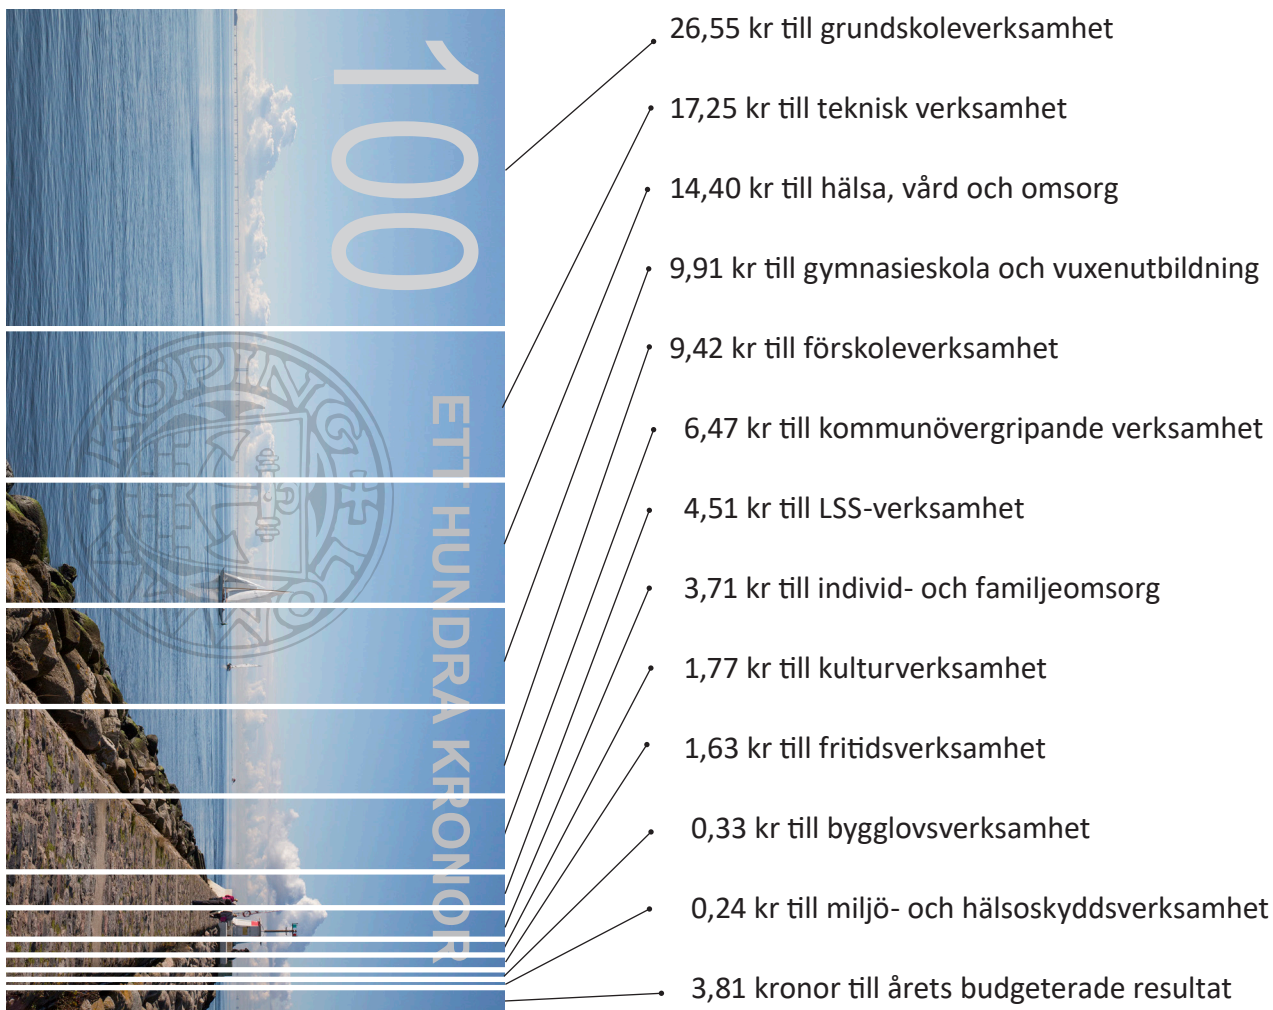 100
ETT HUNDRA KRONOR
26,55 kr till grundskoleverksamhet
17,25 kr till teknisk verksamhet
14,40 kr till hälsa, vård och omsorg
9,91 kr till gymnasieskola och vuxenutbildning
9,42 kr till förskoleverksamhet
6,47 kr till kommunövergripande verksamhet
4,51 kr till LSS-verksamhet
3,71 kr till individ- och familjeomsorg
1,77 kr till kulturverksamhet
1,63 kr till fritidsverksamhet
0,33 kr till bygglovsverksamhet
0,24 kr till miljö- och hälsoskyddsverksamhet
3,81 kronor till årets budgeterade resultat